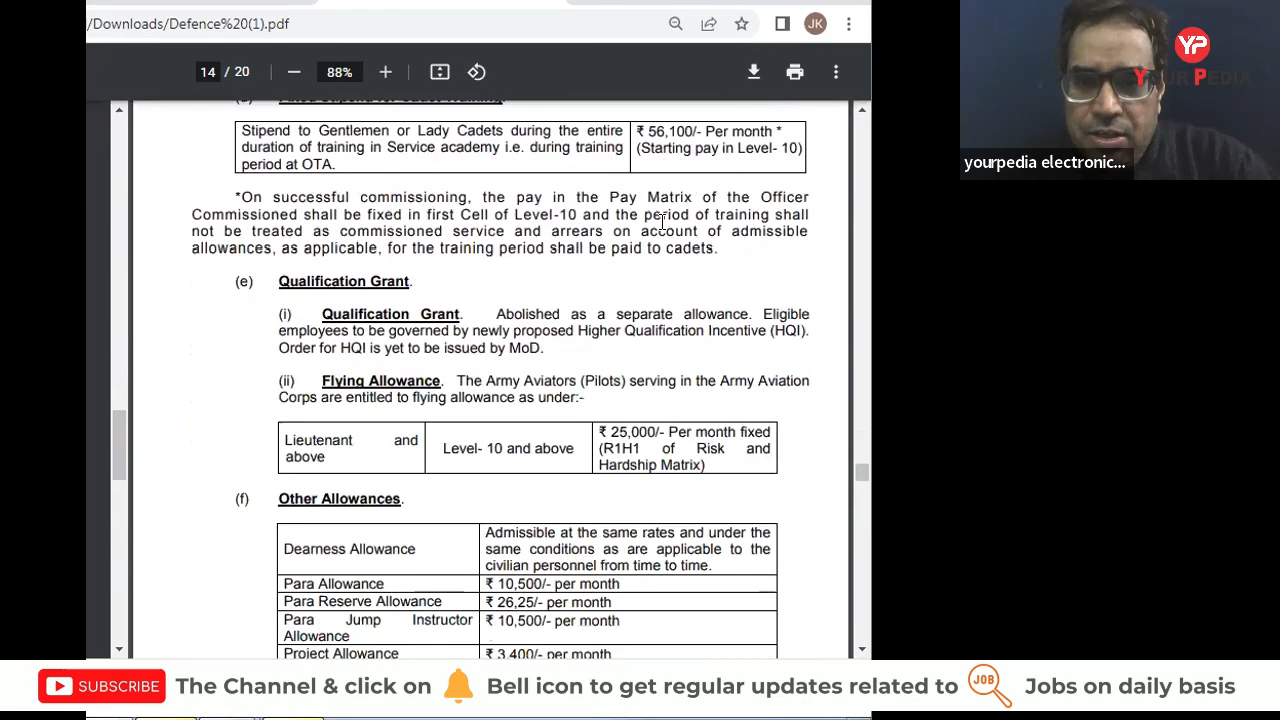 /Downloads/Defence%20(1).pdf
JK
YP
YOUR PEDIA
14 / 20
88%
Fixed Stipend for Cadet Training.
Stipend to Gentlemen or Lady Cadets during the entire
duration of training in Service academy i.e. during training
period at OTA.
₹ 56,100/- Per month *
(Starting pay in Level- 10)
yourpedia electronic...
*On successful commissioning, the pay in the Pay Matrix of the Officer
Commissioned shall be fixed in first Cell of Level-10 and the period of training shall
not be treated as commissioned service and arrears on account of admissible
allowances, as applicable, for the training period shall be paid to cadets.
(e) Qualification Grant.
(i) Qualification Grant. Abolished as a separate allowance. Eligible
employees to be governed by newly proposed Higher Qualification Incentive (HQI).
Order for HQI is yet to be issued by MoD.
(ii) Flying Allowance. The Army Aviators (Pilots) serving in the Army Aviation
Corps are entitled to flying allowance as under:-
Lieutenant and
above
Level- 10 and above
₹ 25,000/- Per month fixed
(R1H1 of Risk and
Hardship Matrix)
(f) Other Allowances.
Dearness Allowance
Admissible at the same rates and under the
same conditions as are applicable to the
civilian personnel from time to time.
Para Allowance ₹ 10,500/- per month
Para Reserve Allowance ₹ 26,25/- per month
Para Jump Instructor
Allowance
₹ 10,500/- per month
Project Allowance ₹ 3,400/- per month
SUBSCRIBE The Channel & click on Bell icon to get regular updates related to JOB Jobs on daily basis